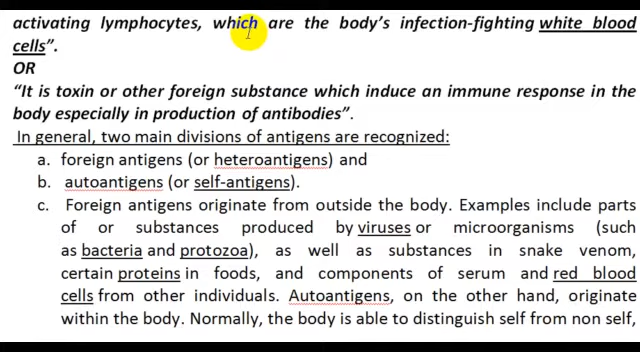 activating lymphocytes, which are the body's infection-fighting white blood
cells".
OR
"It is toxin or other foreign substance which induce an immune response in the
body especially in production of antibodies".
In general, two main divisions of antigens are recognized:
a. foreign antigens (or heteroantigens) and
b. autoantigens (or self-antigens).
c. Foreign antigens originate from outside the body. Examples include parts
of or substances produced by viruses or microorganisms (such
as bacteria and protozoa), as well as substances in snake venom,
certain proteins in foods, and components of serum and red blood
cells from other individuals. Autoantigens, on the other hand, originate
within the body. Normally, the body is able to distinguish self from non self,